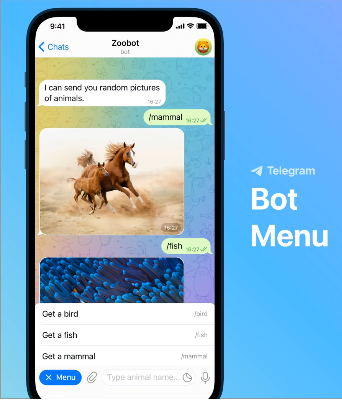 9:41
Chats
Zoobot
bot
I can send you random pictures
of animals.
16:27
/mammal
16:27
16:27
/fish
16:27
Get a bird
/bird
Get a fish
/fish
Get a mammal
/mammal
Menu
Type animal name...
Telegram
Bot
Menu